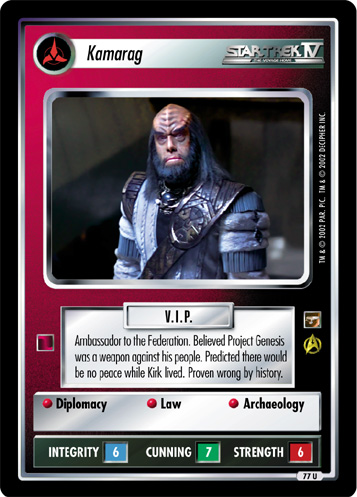 Kamarag
STAR TREK IV
THE VOYAGE HOME
TM & © 2002 PAR. PIC. TM & © 2002 DECIPHER INC.
V.I.P.
Ambassador to the Federation. Believed Project Genesis
was a weapon against his people. Predicted there would
be no peace while Kirk lived. Proven wrong by history.
Diplomacy Law Archaeology
INTEGRITY 6 CUNNING 7 STRENGTH 6
77 U